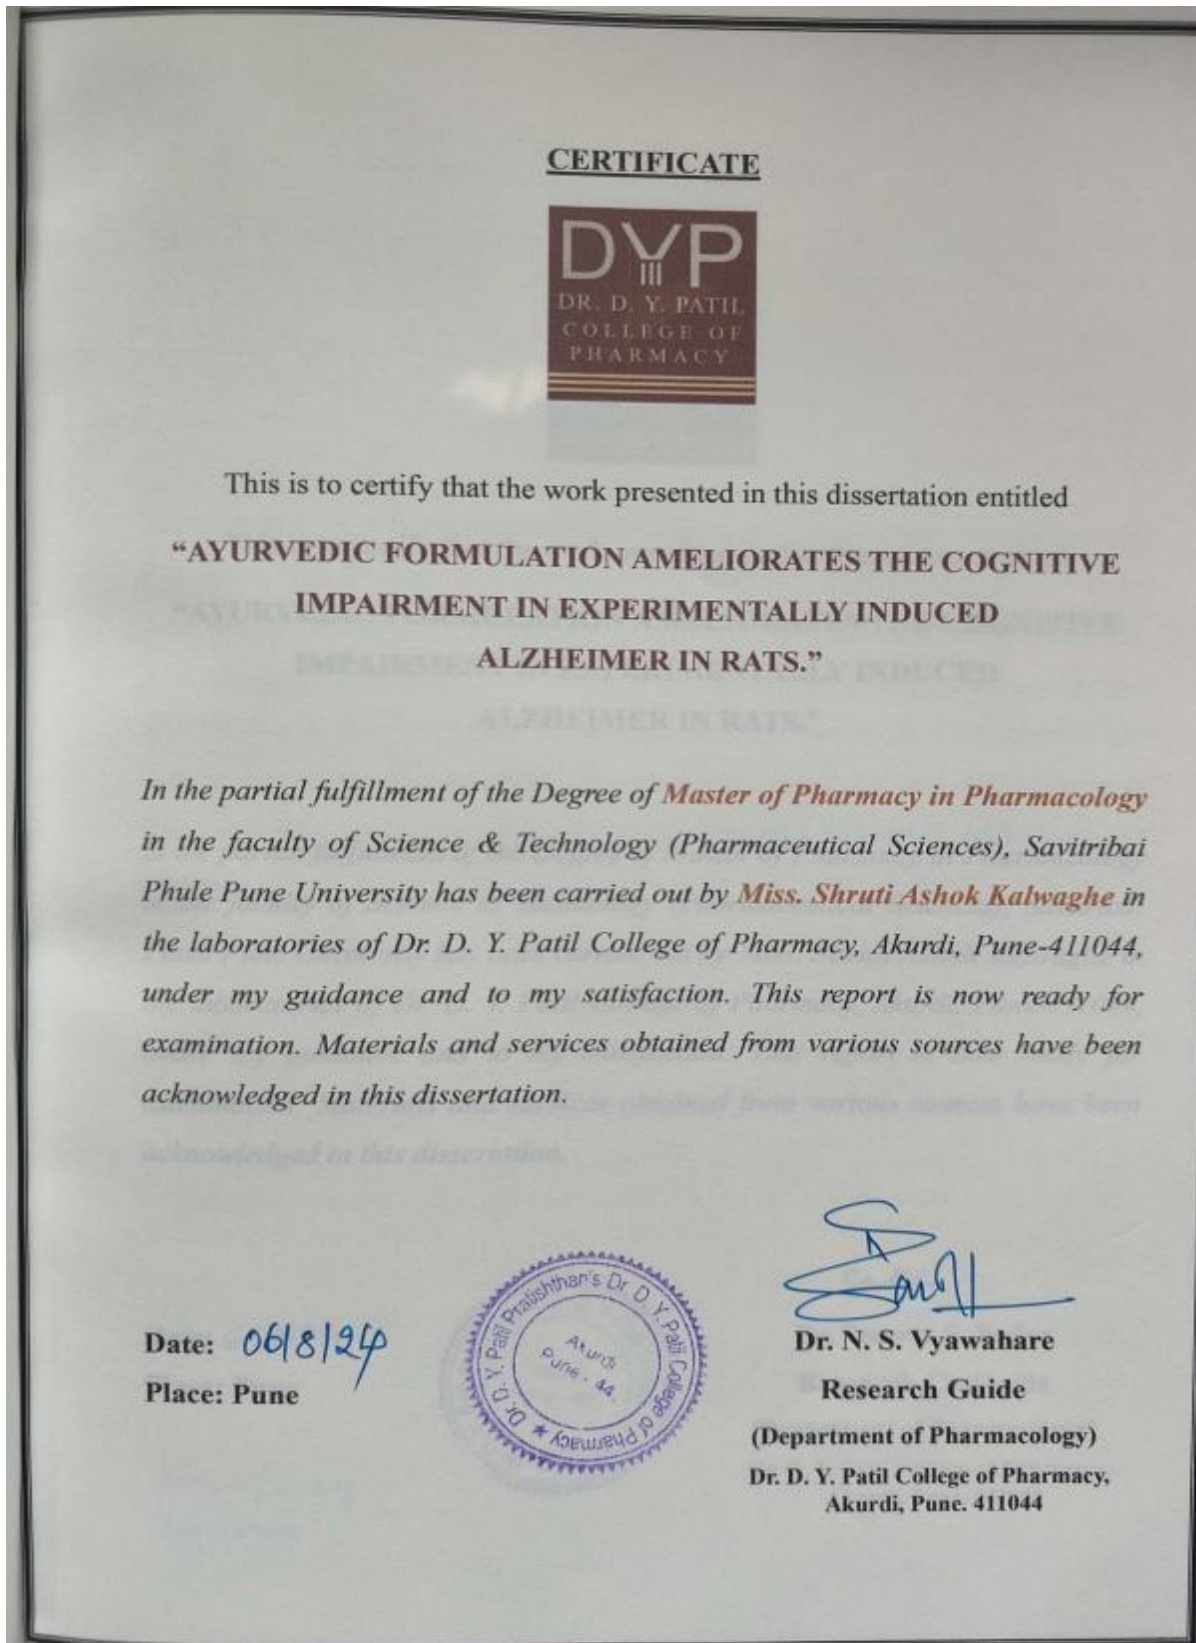 CERTIFICATE
DYP
DR. D. Y. PATIL
COLLEGE OF
PHARMACY
This is to certify that the work presented in this dissertation entitled
“AYURVEDIC FORMULATION AMELIORATES THE COGNITIVE
IMPAIRMENT IN EXPERIMENTALLY INDUCED
ALZHEIMER IN RATS.”
In the partial fulfillment of the Degree of Master of Pharmacy in Pharmacology
in the faculty of Science & Technology (Pharmaceutical Sciences), Savitribai
Phule Pune University has been carried out by Miss. Shruti Ashok Kalwaghe in
the laboratories of Dr. D. Y. Patil College of Pharmacy, Akurdi, Pune-411044,
under my guidance and to my satisfaction. This report is now ready for
examination. Materials and services obtained from various sources have been
acknowledged in this dissertation.
Date: 06/8/24
Place: Pune
Dr. D. Y. Patil Pratishthan's Dr. D. Y. Patil College of Pharmacy
Akurdi
Pune - 44.
Dr. N. S. Vyawahare
Research Guide
(Department of Pharmacology)
Dr. D. Y. Patil College of Pharmacy,
Akurdi, Pune. 411044